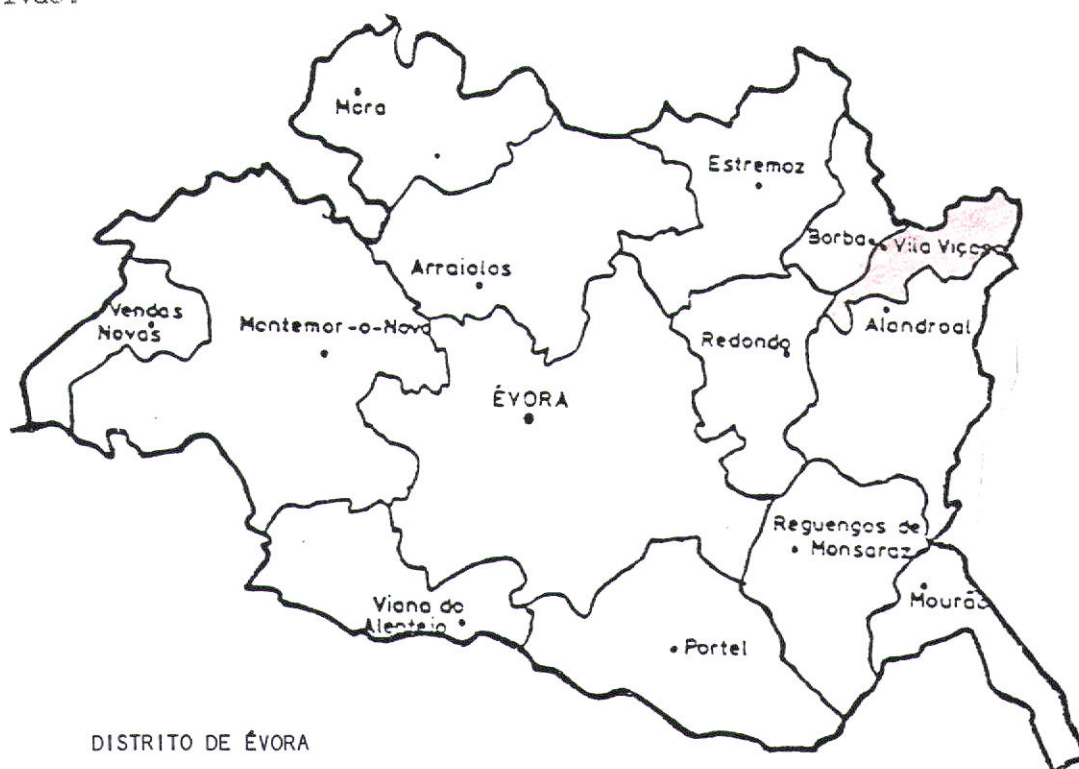 Mora
Estremoz
Borba
Vila Viçosa
Arraiolos
Alandroal
Vendas
Novas
Montemor-o-Novo
Redondo
ÉVORA
Reguengos de
Monsaraz
Mourão
Viana do
Alentejo
Portel
DISTRITO DE ÉVORA